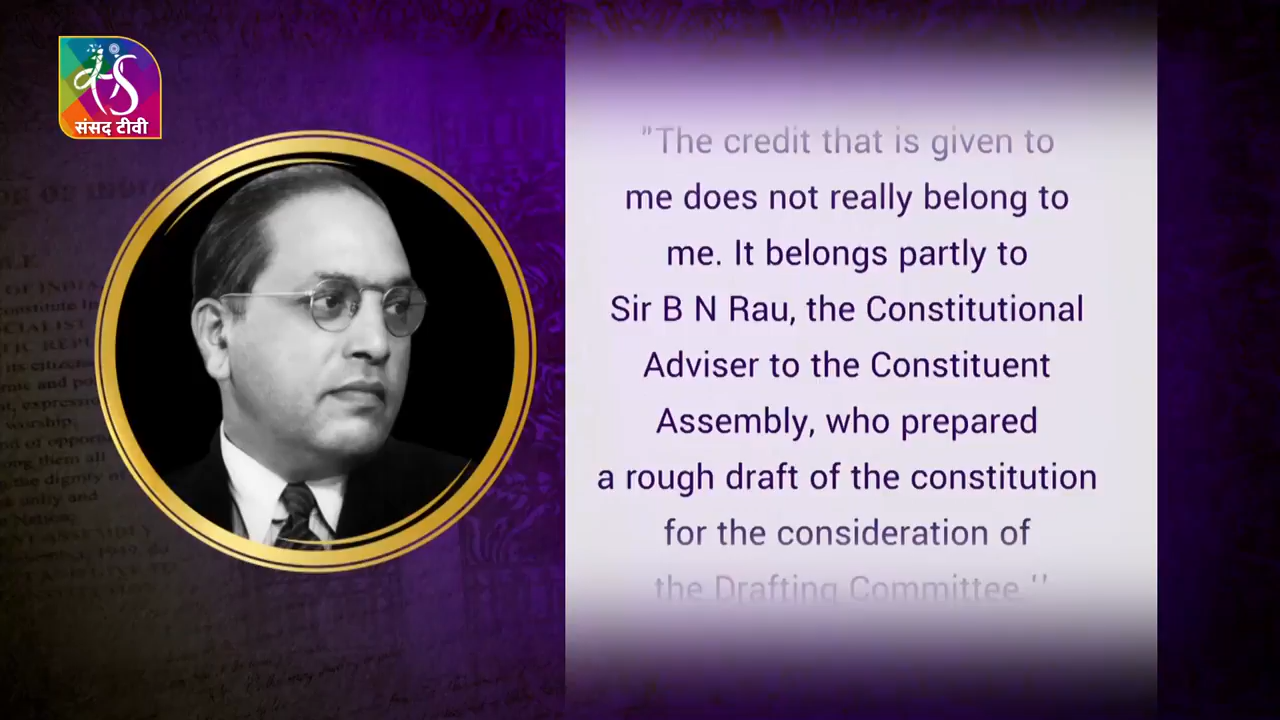 संसद टीवी
"The credit that is given to
me does not really belong to
me. It belongs partly to
Sir B N Rau, the Constitutional
Adviser to the Constituent
Assembly, who prepared
a rough draft of the constitution
for the consideration of
the Drafting Committee.''
OF INDIA